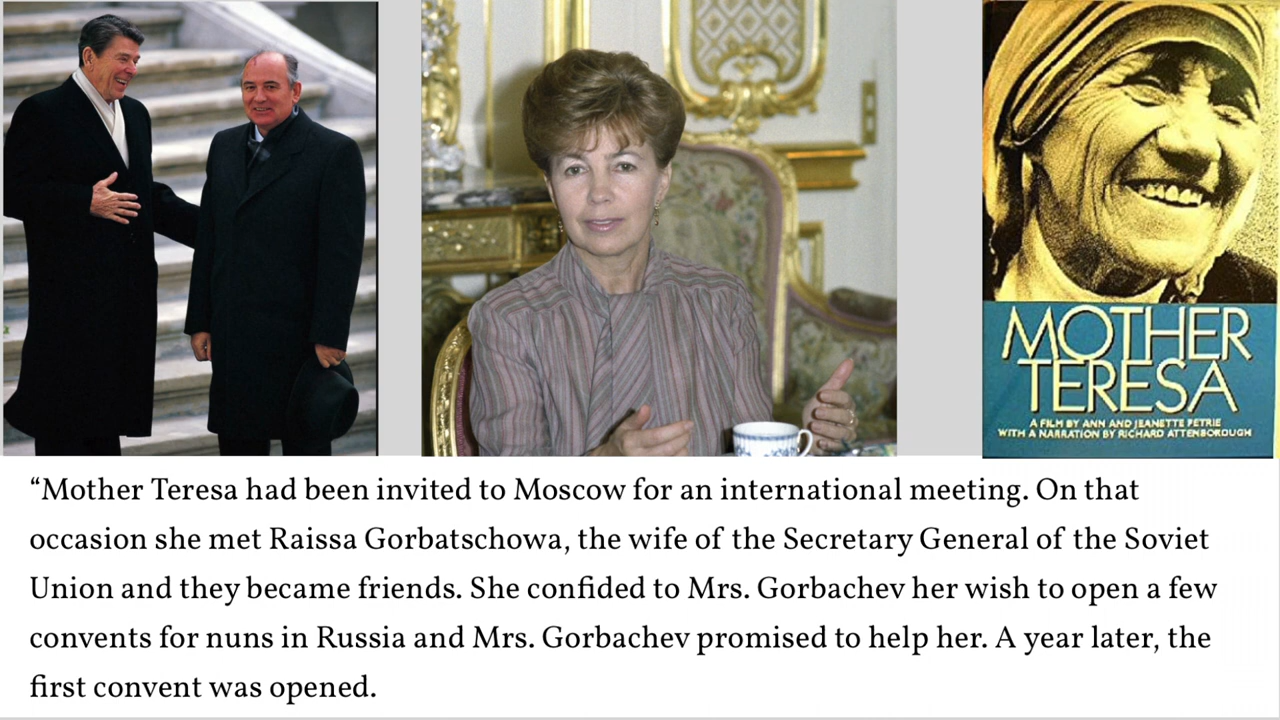 MOTHER
TERESA
A FILM BY ANN AND JEANETTE PETRIE
WITH A NARRATION BY RICHARD ATTENBOROUGH
“Mother Teresa had been invited to Moscow for an international meeting. On that
occasion she met Raissa Gorbatschowa, the wife of the Secretary General of the Soviet
Union and they became friends. She confided to Mrs. Gorbachev her wish to open a few
convents for nuns in Russia and Mrs. Gorbachev promised to help her. A year later, the
first convent was opened.